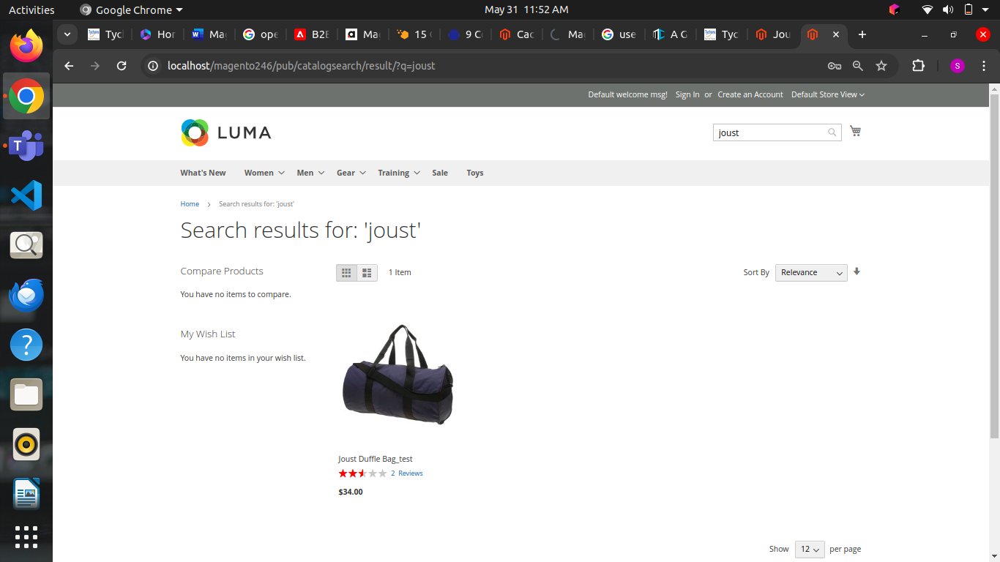 Activities Google Chrome May 31 11:52 AM
Tych Hor Ma ope B2E Ma 15 9 C Cac Ma use A G Tyc Jou
localhost/magento246/pub/catalogsearch/result/?q=joust S
Default welcome msg! Sign In or Create an Account Default Store View
LUMA joust
What's New Women Men Gear Training Sale Toys
Home Search results for: 'joust'
Search results for: 'joust'
Compare Products 1 Item Sort By Relevance
You have no items to compare.
My Wish List
You have no items in your wish list.
Joust Duffle Bag_test
2 Reviews
$34.00
Show 12 per page